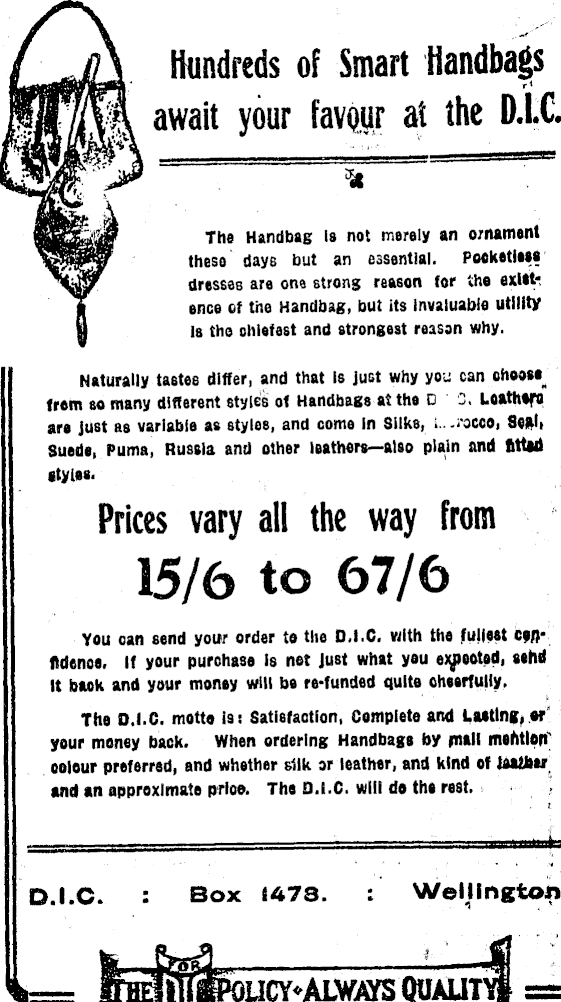 Hundreds of Smart Handbags
await your favour at the D.I.C.
The Handbag is not merely an ornament
these days but an essential. Pocketless
dresses are one strong reason for the exist-
ence of the Handbag, but its invaluable utility
is the chiefest and strongest reason why.
Naturally tastes differ, and that is just why you can choose
from so many different styles of Handbags at the D.I.C. Leathers
are just as variable as styles, and come in Silks, Morocco, Seal,
Suede, Puma, Russia and other leathers—also plain and fitted
styles.
Prices vary all the way from
15/6 to 67/6
You can send your order to the D.I.C. with the fullest con-
fidence. If your purchase is not just what you expected, send
it back and your money will be re-funded quite cheerfully.
The D.I.C. motto is: Satisfaction, Complete and Lasting, or
your money back. When ordering Handbags by mail mention
colour preferred, and whether silk or leather, and kind of leather
and an approximate price. The D.I.C. will do the rest.
D.I.C. : Box 1473. : Wellington
FOR
THE POLICY ALWAYS QUALITY